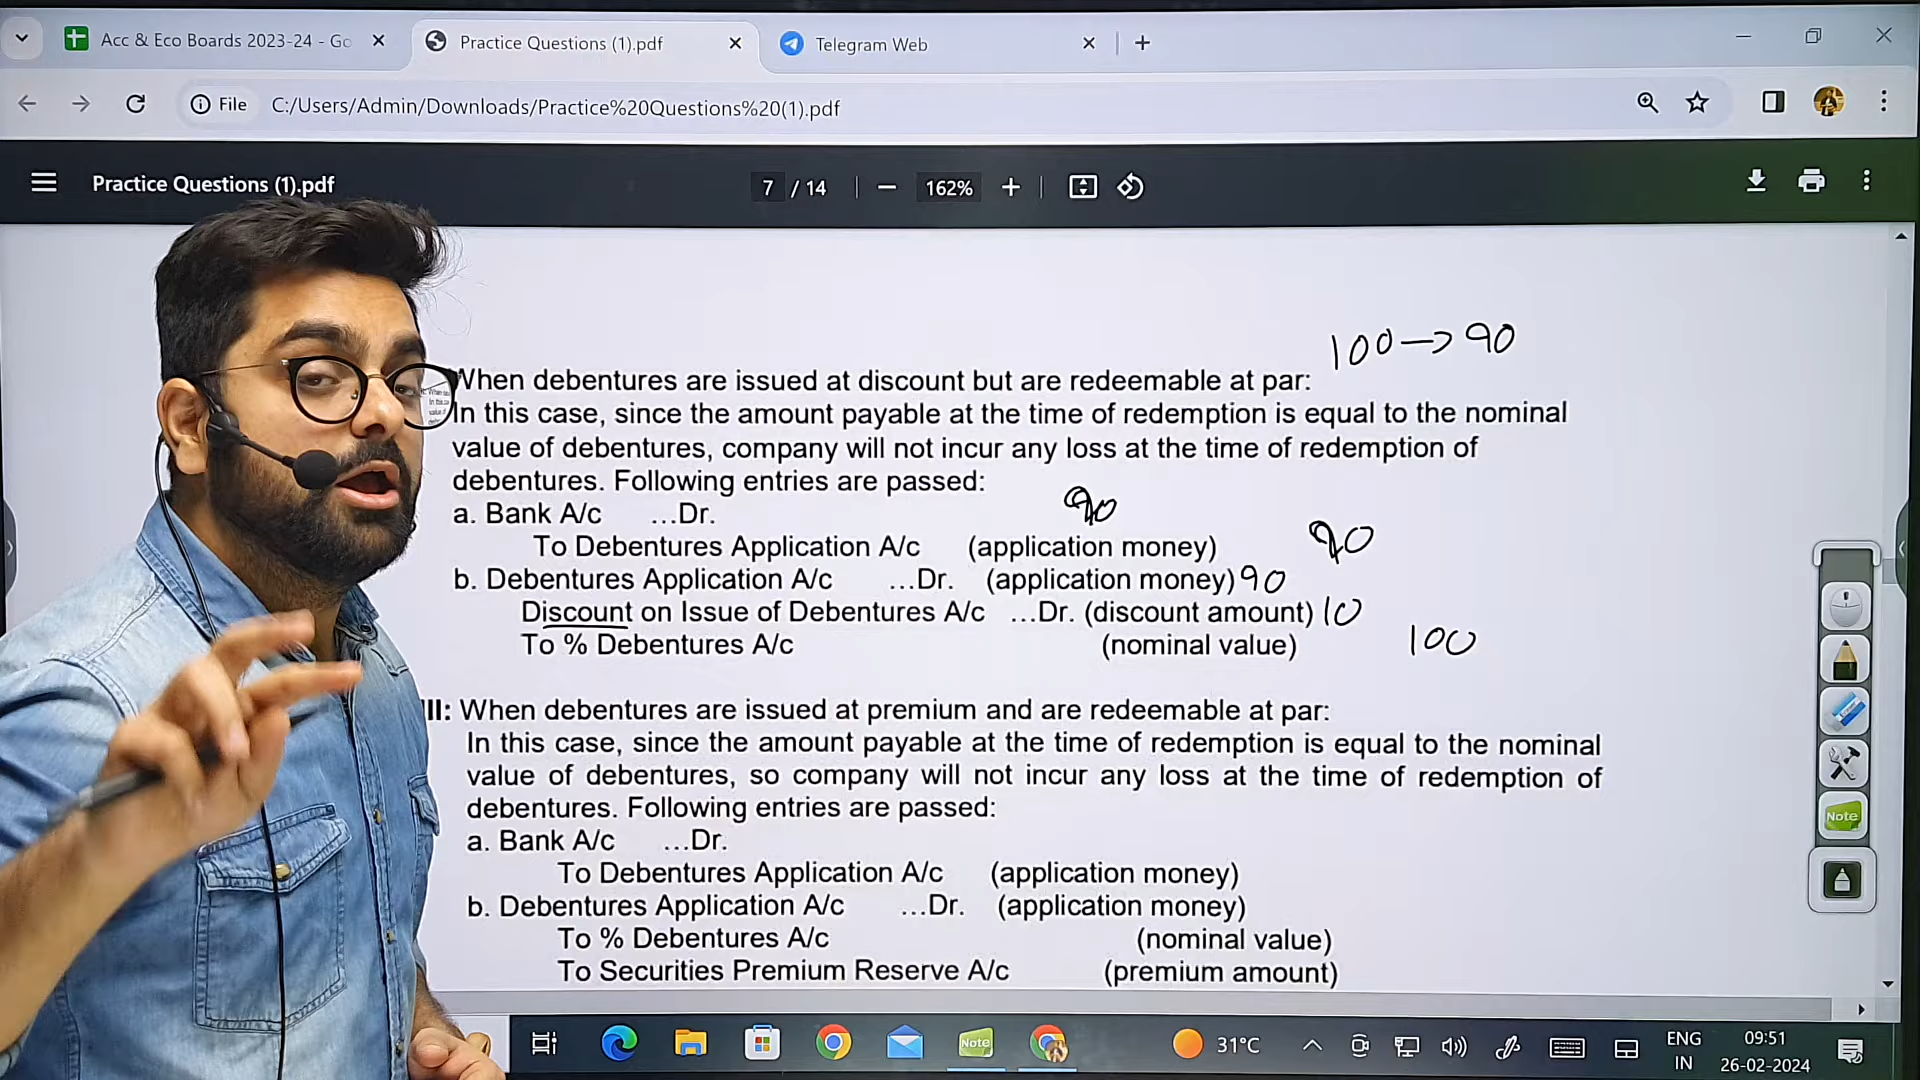 Acc & Eco Boards 2023-24 - Go
Practice Questions (1).pdf
Telegram Web
File C:/Users/Admin/Downloads/Practice%20Questions%20(1).pdf
Practice Questions (1).pdf
7 / 14
162%
100→90
When debentures are issued at discount but are redeemable at par:
In this case, since the amount payable at the time of redemption is equal to the nominal
value of debentures, company will not incur any loss at the time of redemption of
debentures. Following entries are passed:
a. Bank A/c ...Dr. 90
To Debentures Application A/c (application money) 90
b. Debentures Application A/c ...Dr. (application money) 90
Discount on Issue of Debentures A/c ...Dr. (discount amount) 10
To % Debentures A/c (nominal value) 100
III: When debentures are issued at premium and are redeemable at par:
In this case, since the amount payable at the time of redemption is equal to the nominal
value of debentures, so company will not incur any loss at the time of redemption of
debentures. Following entries are passed:
a. Bank A/c ...Dr.
To Debentures Application A/c (application money)
b. Debentures Application A/c ...Dr. (application money)
To % Debentures A/c (nominal value)
To Securities Premium Reserve A/c (premium amount)
Note
Note
31°C
ENG
IN
09:51
26-02-2024